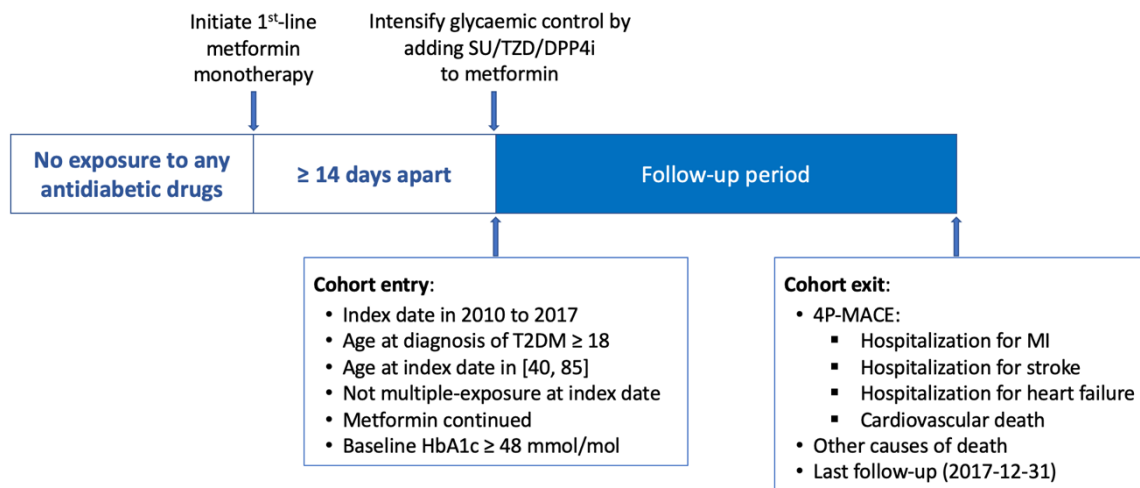 Initiate 1st-line
metformin
monotherapy
Intensify glycaemic control by
adding SU/TZD/DPP4i
to metformin
No exposure to any
antidiabetic drugs
≥ 14 days apart
Follow-up period
Cohort entry:
• Index date in 2010 to 2017
• Age at diagnosis of T2DM ≥ 18
• Age at index date in [40, 85]
• Not multiple-exposure at index date
• Metformin continued
• Baseline HbA1c ≥ 48 mmol/mol
Cohort exit:
• 4P-MACE:
▪ Hospitalization for MI
▪ Hospitalization for stroke
▪ Hospitalization for heart failure
▪ Cardiovascular death
• Other causes of death
• Last follow-up (2017-12-31)